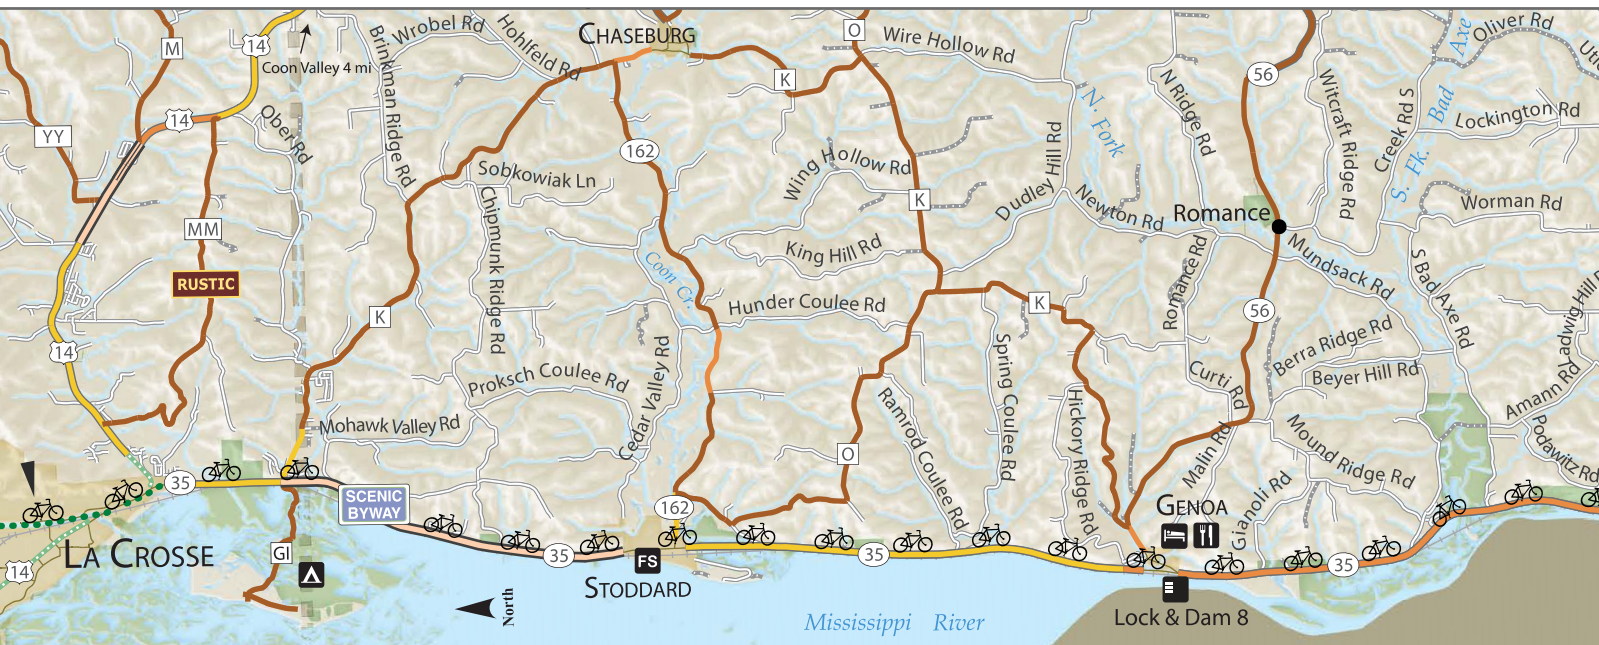 M
14
Coon Valley 4 mi
Brinkman Ridge Rd
Wrobel Rd
Hohlfeld Rd
CHASEBURG
O
Wire Hollow Rd
K
N. Fork
N Ridge Rd
56
Witcraft Ridge Rd
Creek Rd S
S. Fk. Bad Axe
Oliver Rd
Lockington Rd
YY
14
Ober Rd
162
Sobkowiak Ln
Wing Hollow Rd
K
Dudley Hill Rd
Newton Rd
Romance
Worman Rd
MM
RUSTIC
Chipmunk Ridge Rd
Coon Cr.
King Hill Rd
Hunder Coulee Rd
K
Romance Rd
Mundsack Rd
S Bad Axe Rd
56
Ladwig Hill R
K
14
Proksch Coulee Rd
Cedar Valley Rd
Spring Coulee Rd
Curti Rd
Berra Ridge Rd
Beyer Hill Rd
Amann Rd
Mohawk Valley Rd
Ramrod Coulee Rd
Hickory Ridge Rd
Malin Rd
Mound Ridge Rd
Podawitz Rd
O
35
SCENIC
BYWAY
162
GENOA
Gianoli Rd
LA CROSSE
14
GI
35
FS
STODDARD
35
35
North
Mississippi River
Lock & Dam 8